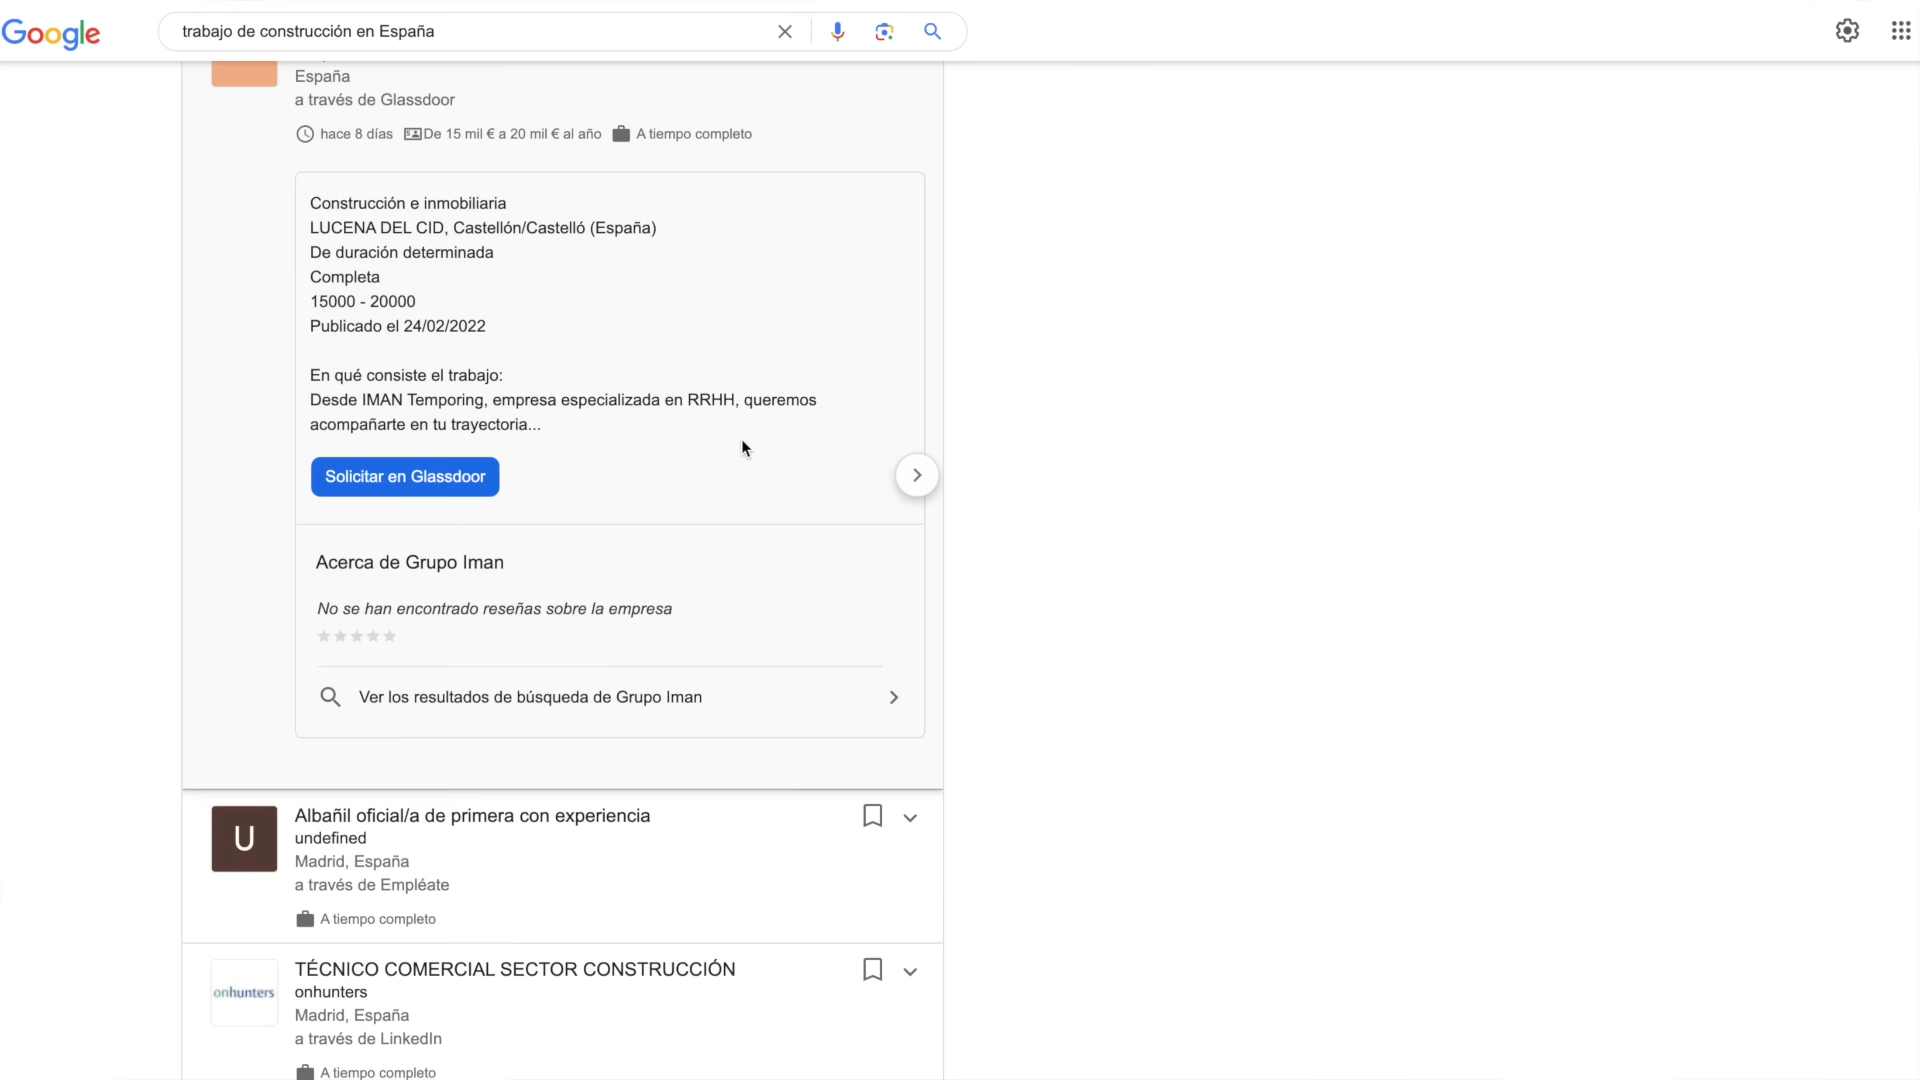 Google
trabajo de construcción en España
España
a través de Glassdoor
hace 8 días De 15 mil € a 20 mil € al año A tiempo completo
Construcción e inmobiliaria
LUCENA DEL CID, Castellón/Castelló (España)
De duración determinada
Completa
15000 - 20000
Publicado el 24/02/2022
En qué consiste el trabajo:
Desde IMAN Temporing, empresa especializada en RRHH, queremos
acompañarte en tu trayectoria...
Solicitar en Glassdoor
Acerca de Grupo Iman
No se han encontrado reseñas sobre la empresa
Ver los resultados de búsqueda de Grupo Iman
U
Albañil oficial/a de primera con experiencia
undefined
Madrid, España
a través de Empléate
A tiempo completo
onhunters
TÉCNICO COMERCIAL SECTOR CONSTRUCCIÓN
onhunters
Madrid, España
a través de LinkedIn
A tiempo completo